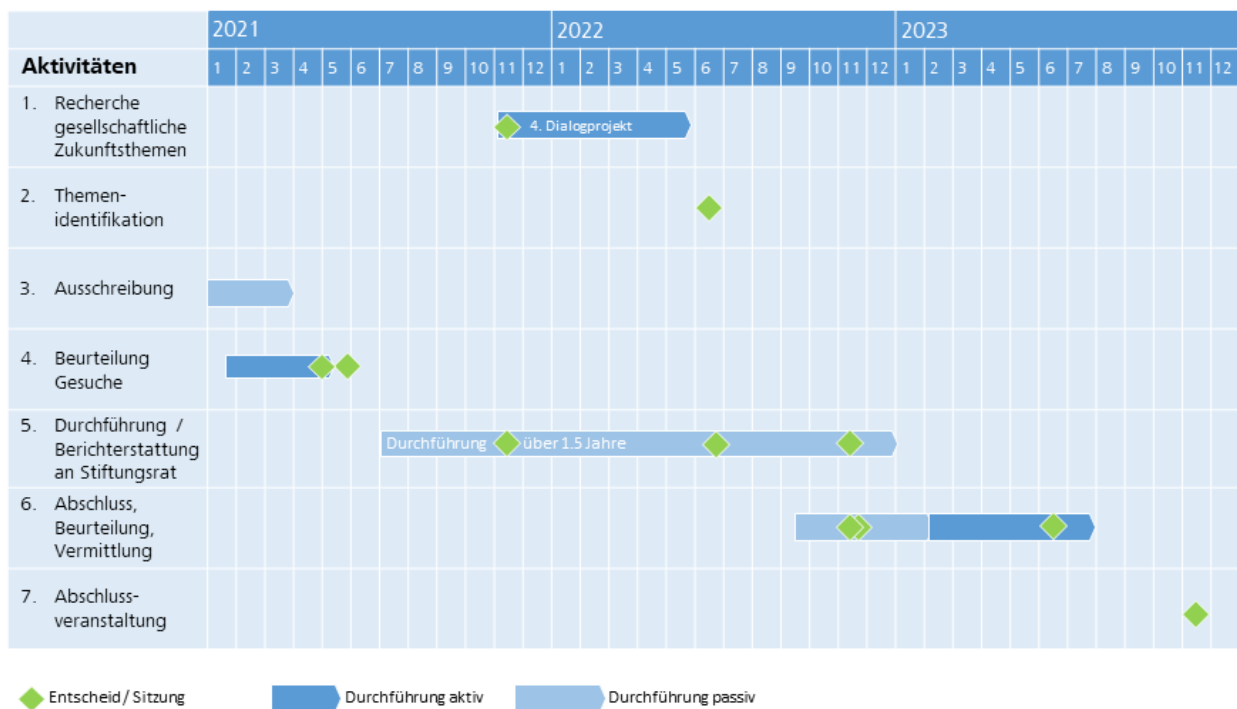 2021 2022 2023
Aktivitäten 1 2 3 4 5 6 7 8 9 10 11 12 1 2 3 4 5 6 7 8 9 10 11 12 1 2 3 4 5 6 7 8 9 10 11 12
1. Recherche
gesellschaftliche
Zukunftsthemen
4. Dialogprojekt
2. Themen-
identifikation
3. Ausschreibung
4. Beurteilung
Gesuche
5. Durchführung /
Berichterstattung
an Stiftungsrat
Durchführung über 1.5 Jahre
6. Abschluss,
Beurteilung,
Vermittlung
7. Abschluss-
veranstaltung
Entscheid / Sitzung Durchführung aktiv Durchführung passiv